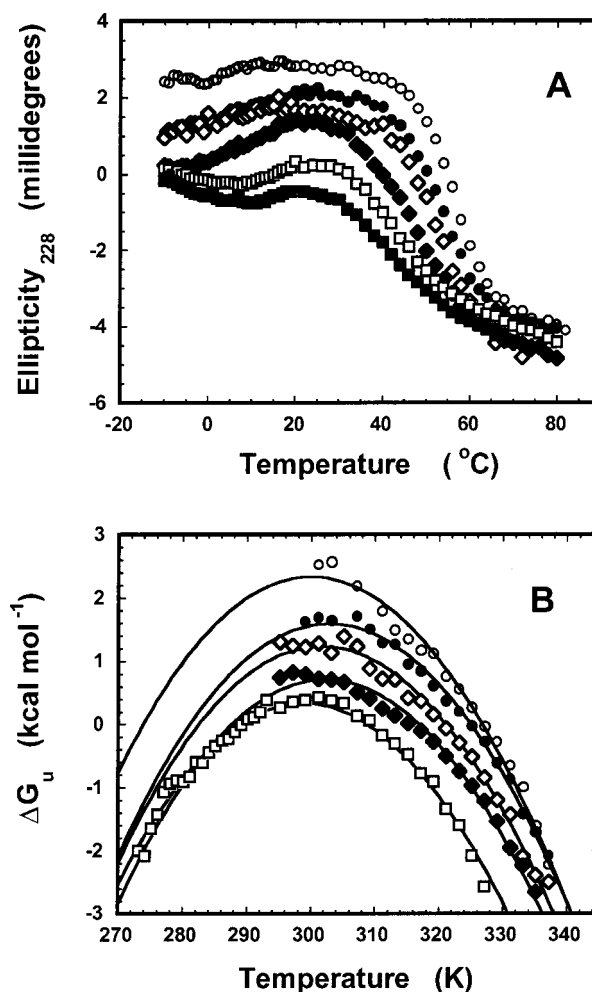 A
Ellipticity228 (millidegrees)
4
2
0
-2
-4
-6
-20 0 20 40 60 80
Temperature (°C)
B
ΔGu (kcal mol-1)
3
2
1
0
-1
-2
-3
270 280 290 300 310 320 330 340
Temperature (K)